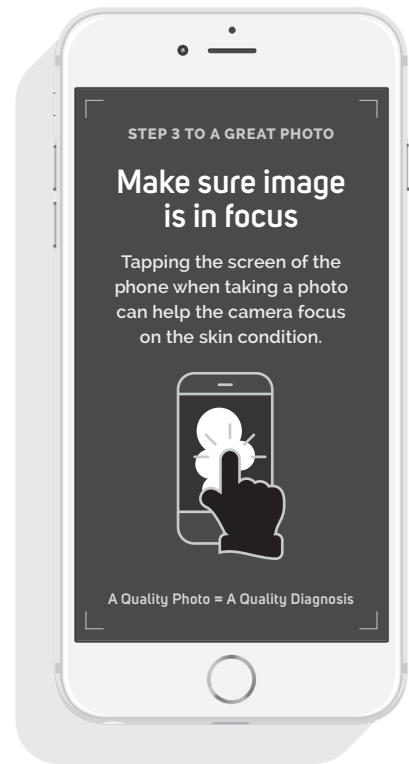 STEP 3 TO A GREAT PHOTO
Make sure image
is in focus
Tapping the screen of the
phone when taking a photo
can help the camera focus
on the skin condition.
A Quality Photo = A Quality Diagnosis